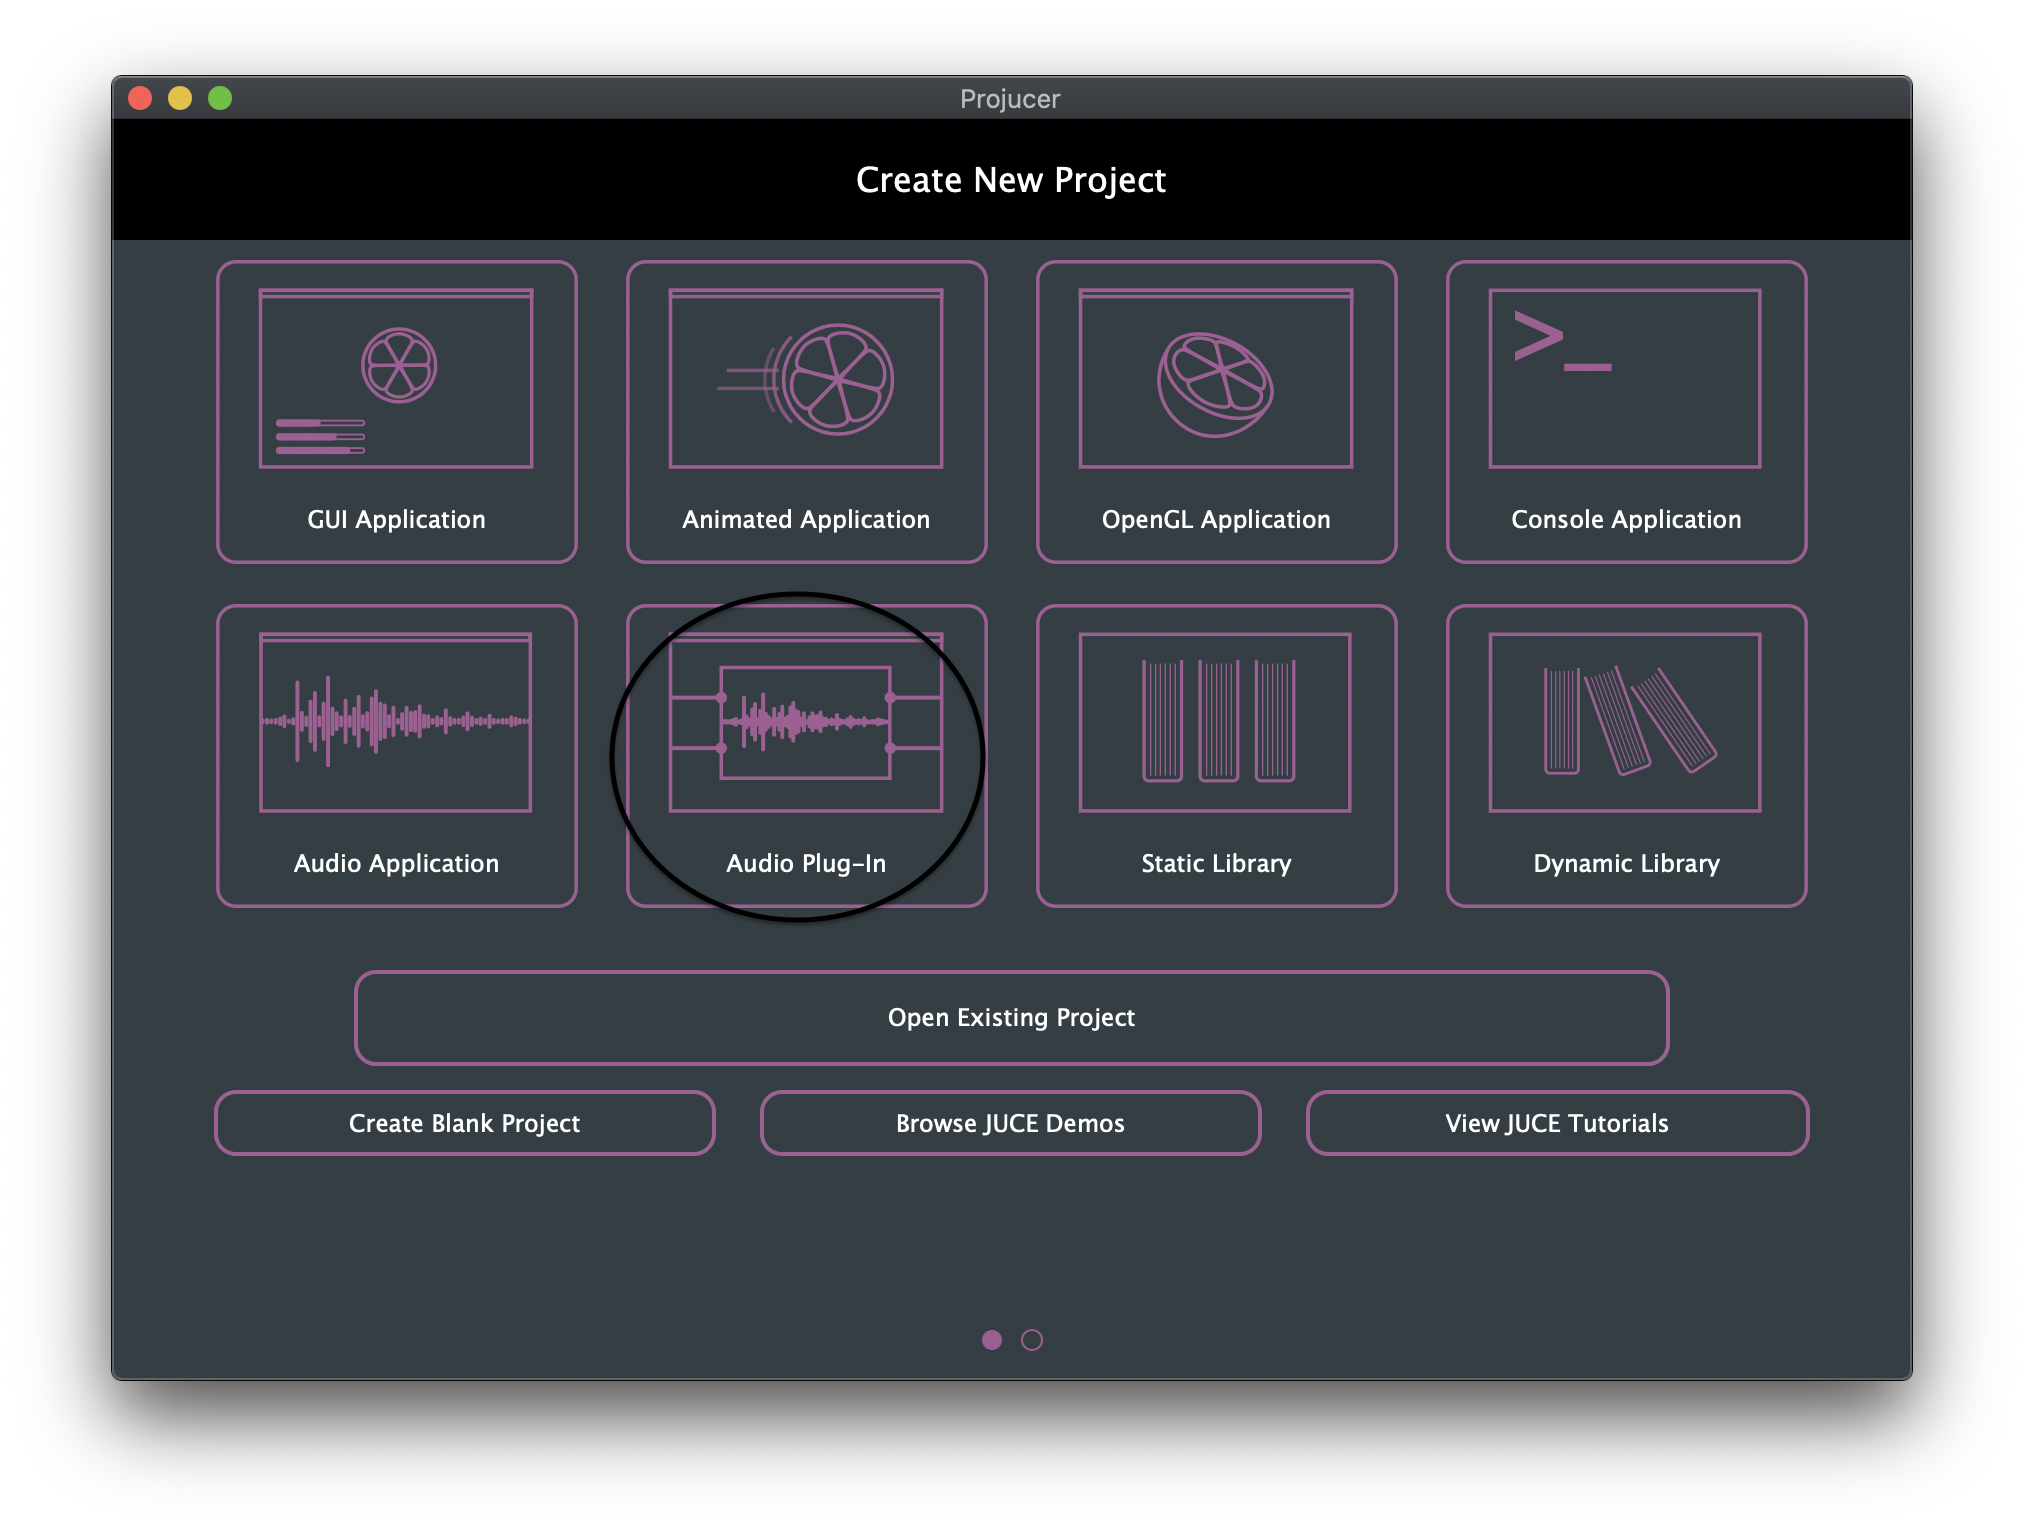 Projucer
Create New Project
GUI Application
Animated Application
OpenGL Application
>_
Console Application
Audio Application
Audio Plug-In
Static Library
Dynamic Library
Open Existing Project
Create Blank Project
Browse JUCE Demos
View JUCE Tutorials